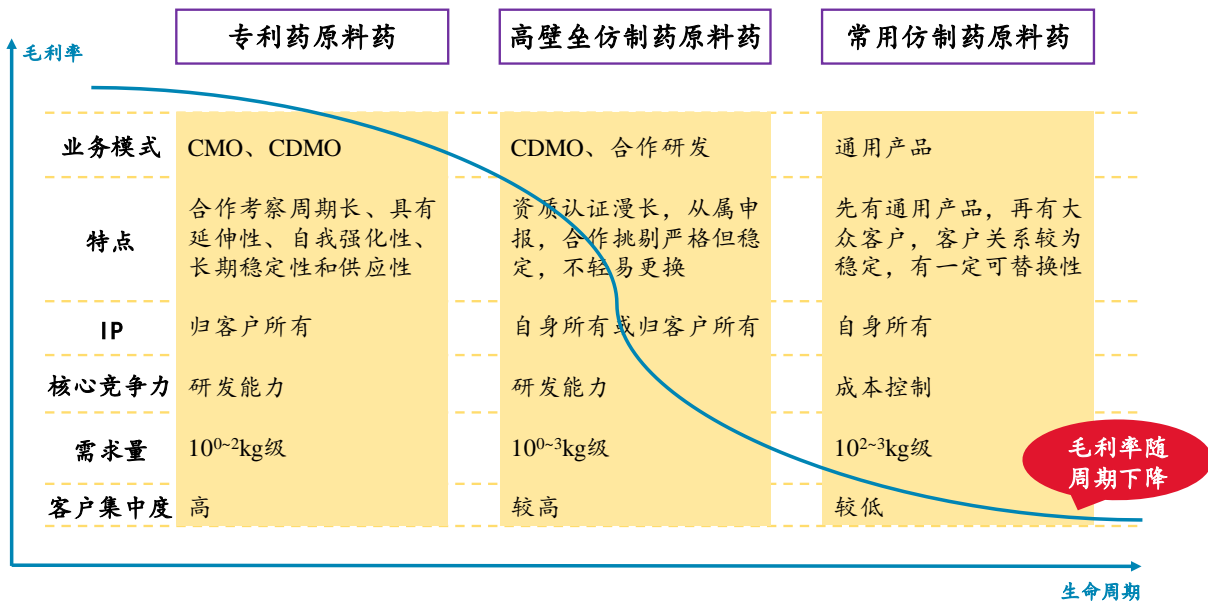 专利药原料药
高壁垒仿制药原料药
常用仿制药原料药
毛利率
业务模式
CMO、CDMO
CDMO、合作研发
通用产品
特点
合作考察周期长、具有
延伸性、自我强化性、
长期稳定性和供应性
资质认证漫长，从属申
报，合作挑剔严格但稳
定，不轻易更换
先有通用产品，再有大
众客户，客户关系较为
稳定，有一定可替换性
IP
归客户所有
自身所有或归客户所有
自身所有
核心竞争力
研发能力
研发能力
成本控制
需求量
10⁰~²kg级
10⁰~³kg级
10²~³kg级
毛利率随
周期下降
客户集中度
高
较高
较低
生命周期